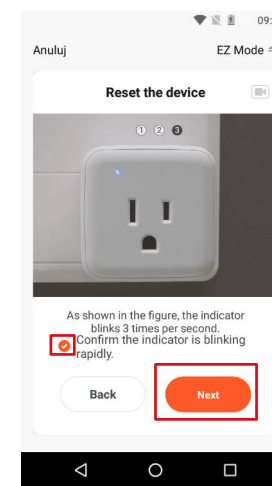 09:
Anuluj
EZ Mode
Reset the device
1 2 3
As shown in the figure, the indicator
blinks 3 times per second.
Confirm the indicator is blinking
rapidly.
Back
Next